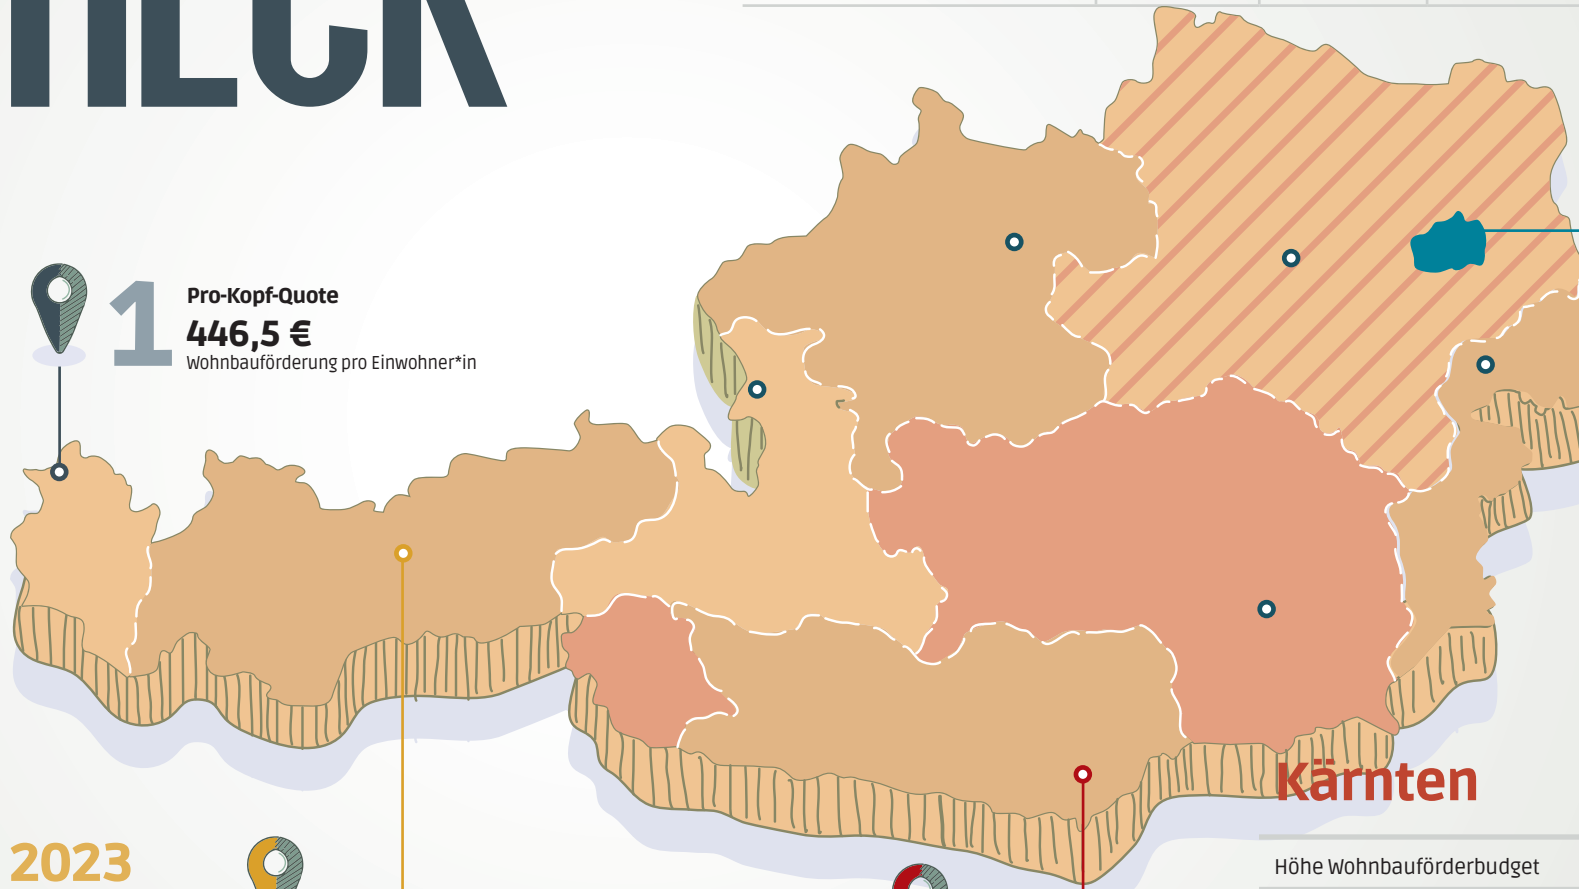 1
Pro-Kopf-Quote
446,5 €
Wohnbauförderung pro Einwohner*in
Kärnten
2023
Höhe Wohnbauförderbudget